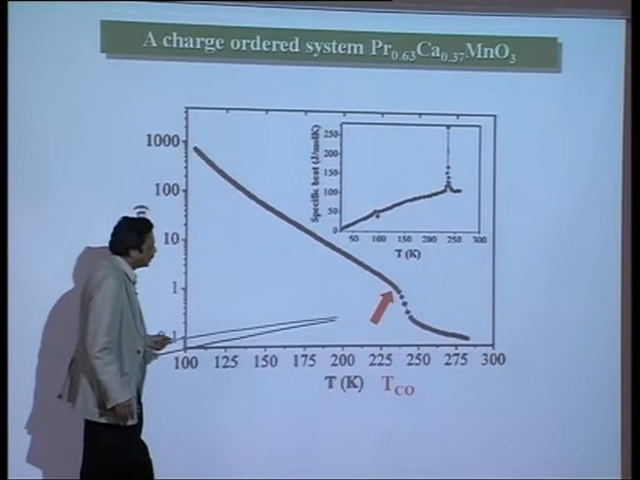 A charge ordered system Pr0.63Ca0.37MnO3
1000
100
10
1
0.1
100 125 150 175 200 225 250 275 300
T (K)
TCO
Specific heat (J/molK)
250
200
150
100
50
0
50 100 150 200 250 300
T (K)